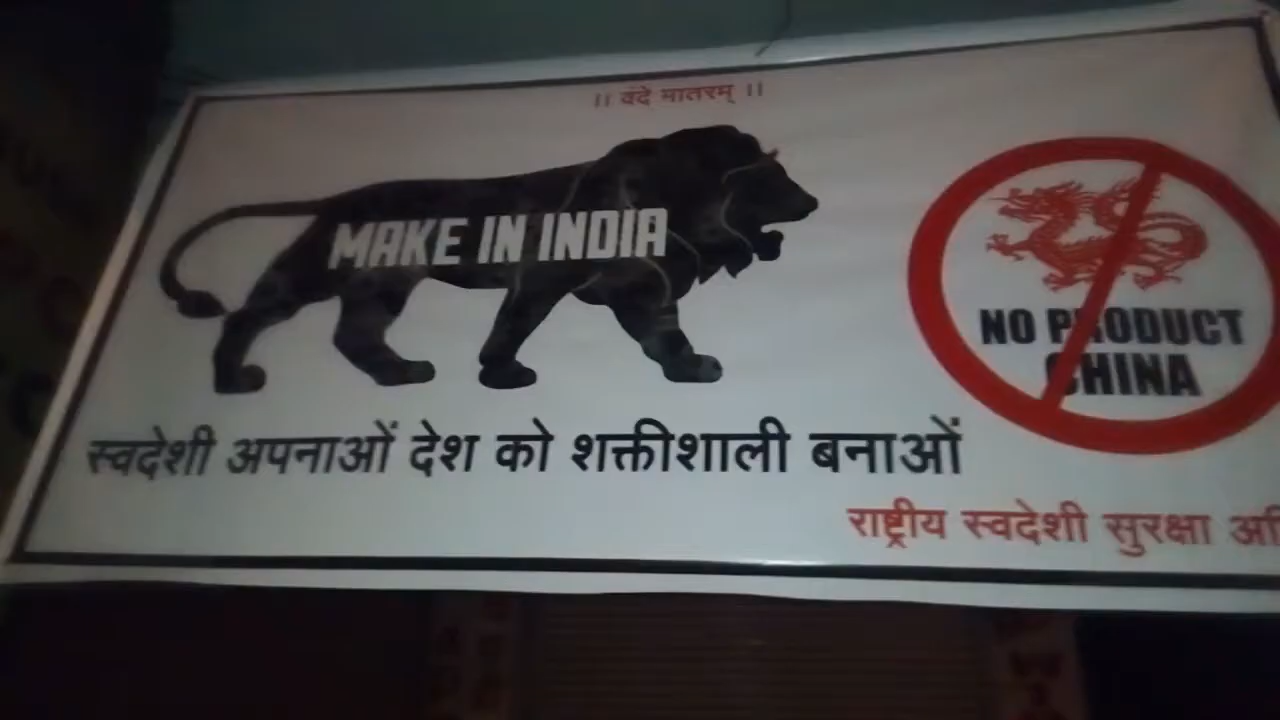 ।। वंदे मातरम् ।।
MAKE IN INDIA
NO PRODUCT
CHINA
स्वदेशी अपनाओं देश को शक्तीशाली बनाओं
राष्ट्रीय स्वदेशी सुरक्षा